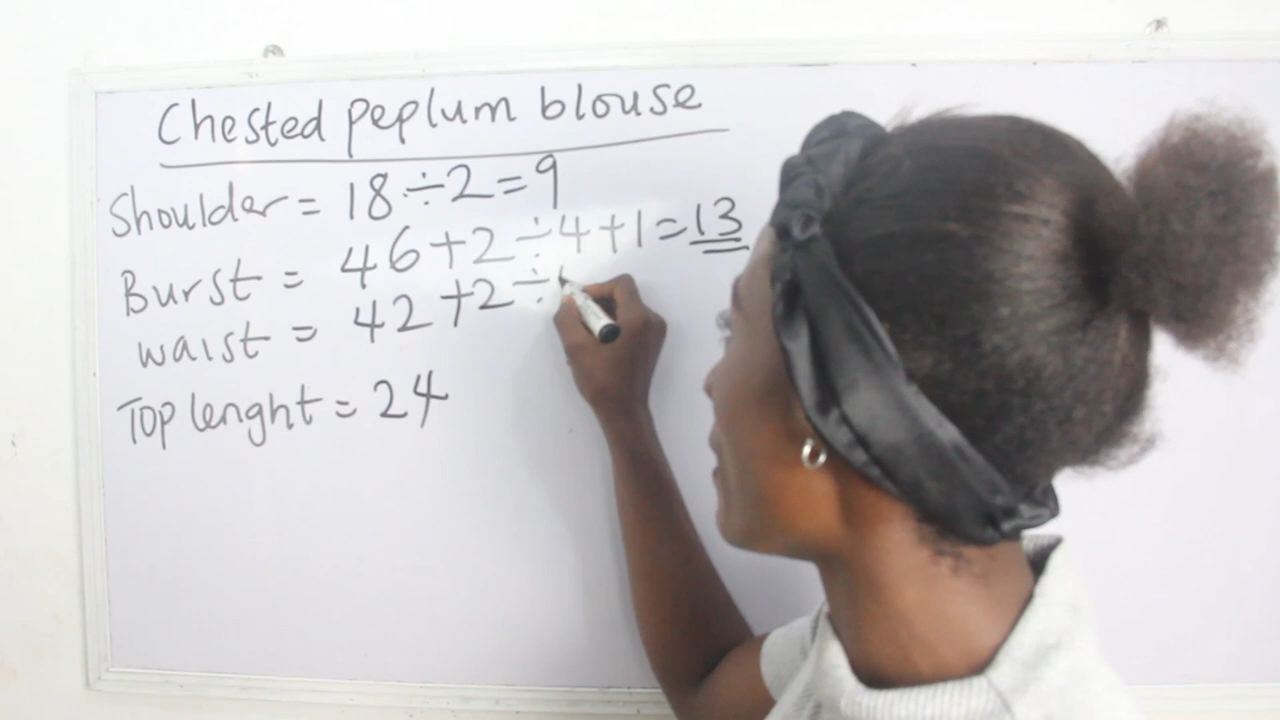 Chested peplum blouse
Shoulder = 18÷2=9
Burst = 46+2÷4+1=13
waist = 42+2÷
Top lenght = 24